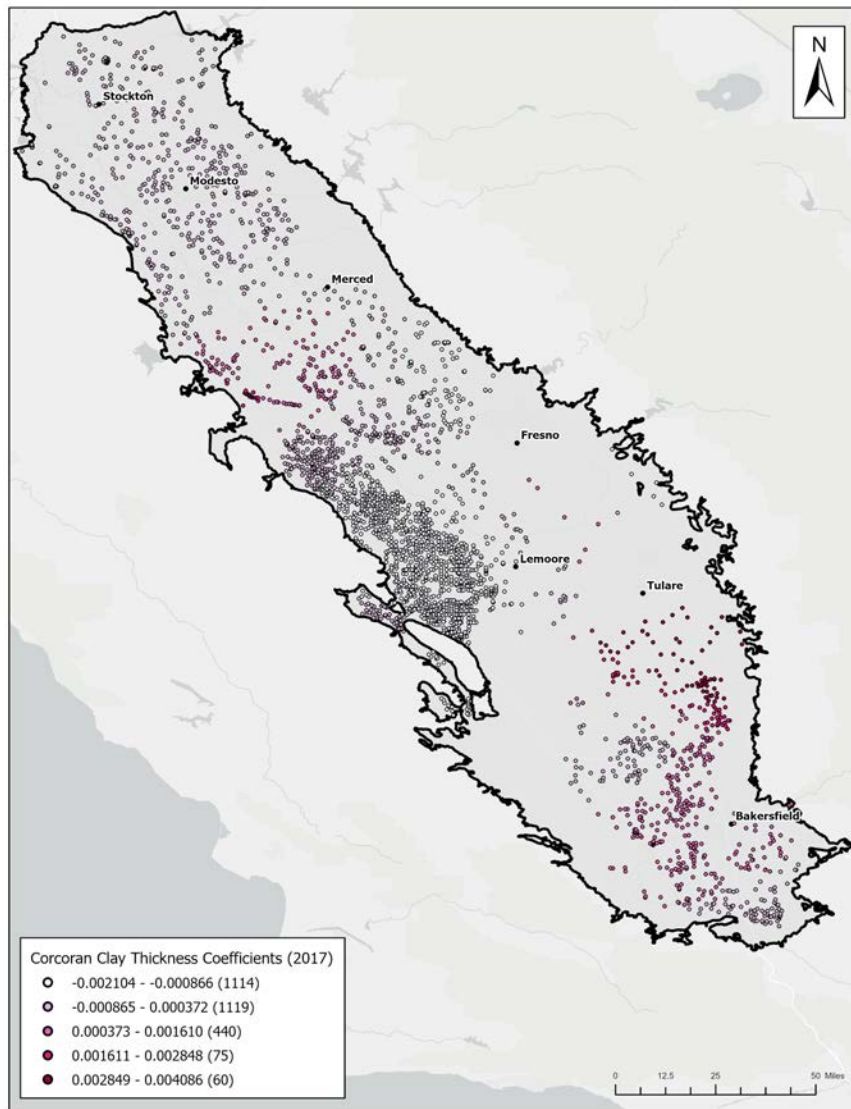 N
Stockton
Modesto
Merced
Fresno
Lemoore
Tulare
Bakersfield
Corcoran Clay Thickness Coefficients (2017)
-0.002104 - -0.000866 (1114)
-0.000865 - 0.000372 (1119)
0.000373 - 0.001610 (440)
0.001611 - 0.002848 (75)
0.002849 - 0.004086 (60)
0 12.5 25 50 Miles